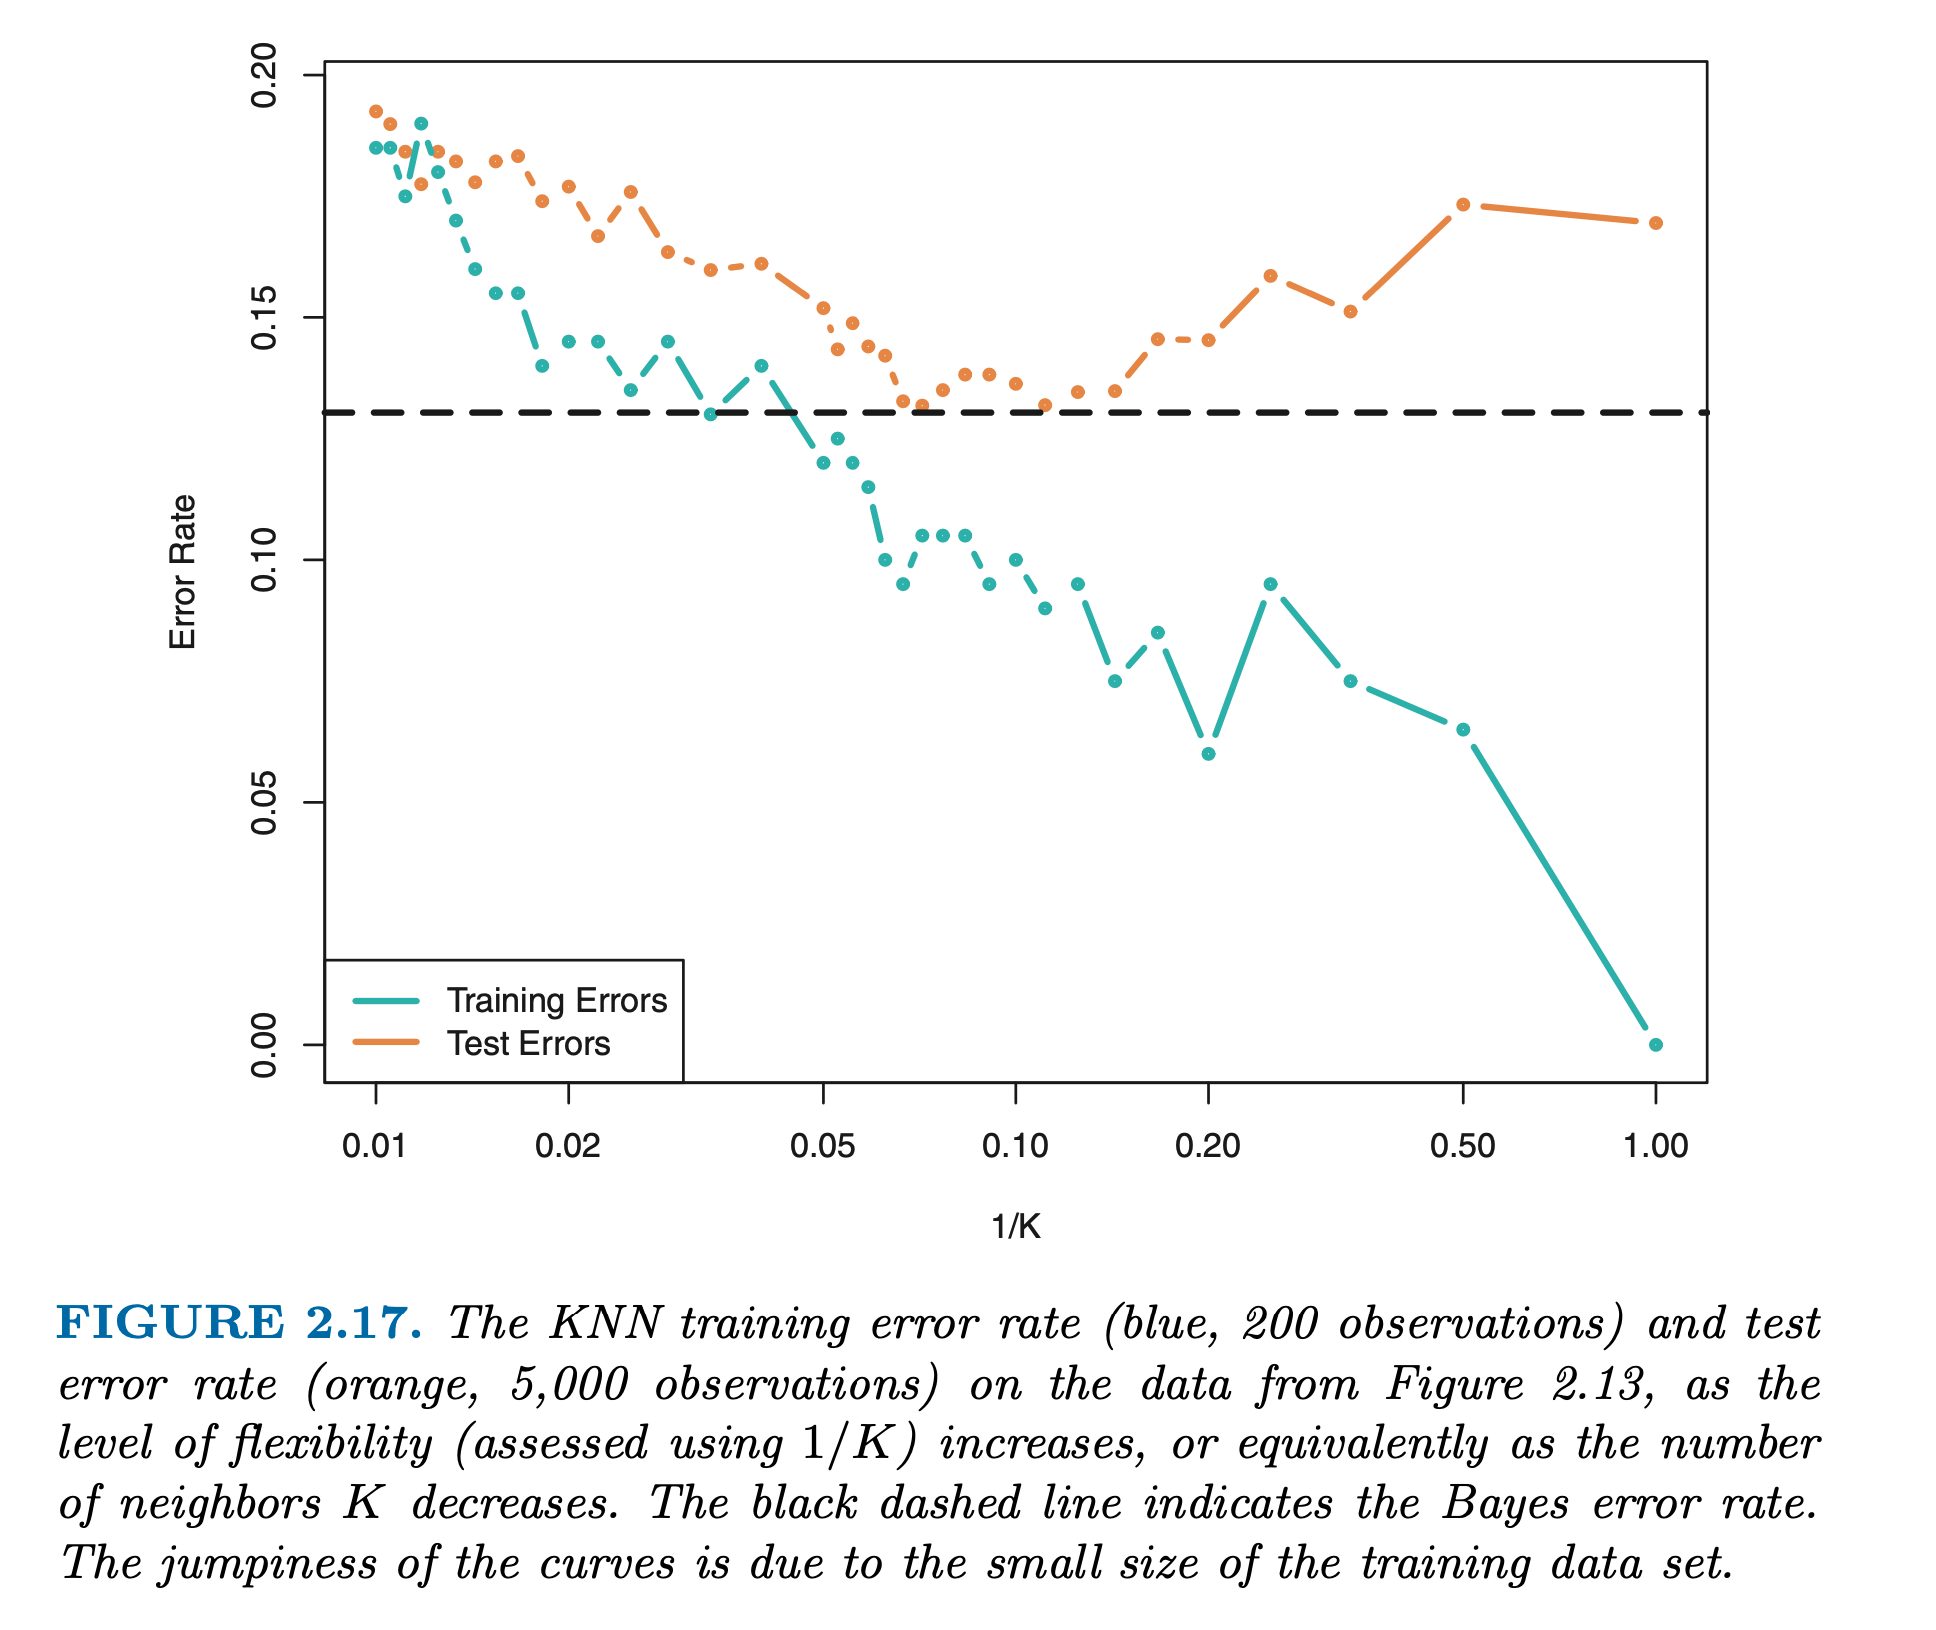 0.20
0.15
0.10
0.05
0.00
Error Rate
Training Errors
Test Errors
0.01 0.02 0.05 0.10 0.20 0.50 1.00
1/K
FIGURE 2.17. The KNN training error rate (blue, 200 observations) and test
error rate (orange, 5,000 observations) on the data from Figure 2.13, as the
level of flexibility (assessed using 1/K) increases, or equivalently as the number
of neighbors K decreases. The black dashed line indicates the Bayes error rate.
The jumpiness of the curves is due to the small size of the training data set.